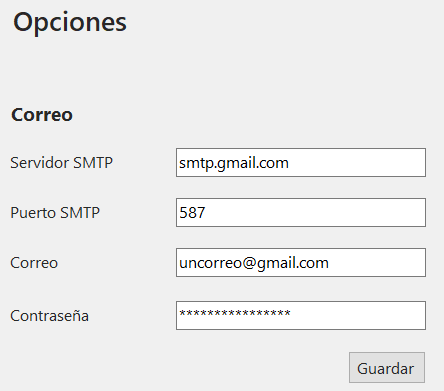 Opciones
Correo
Servidor SMTP smtp.gmail.com
Puerto SMTP 587
Correo uncorreo@gmail.com
Contraseña ****************
Guardar